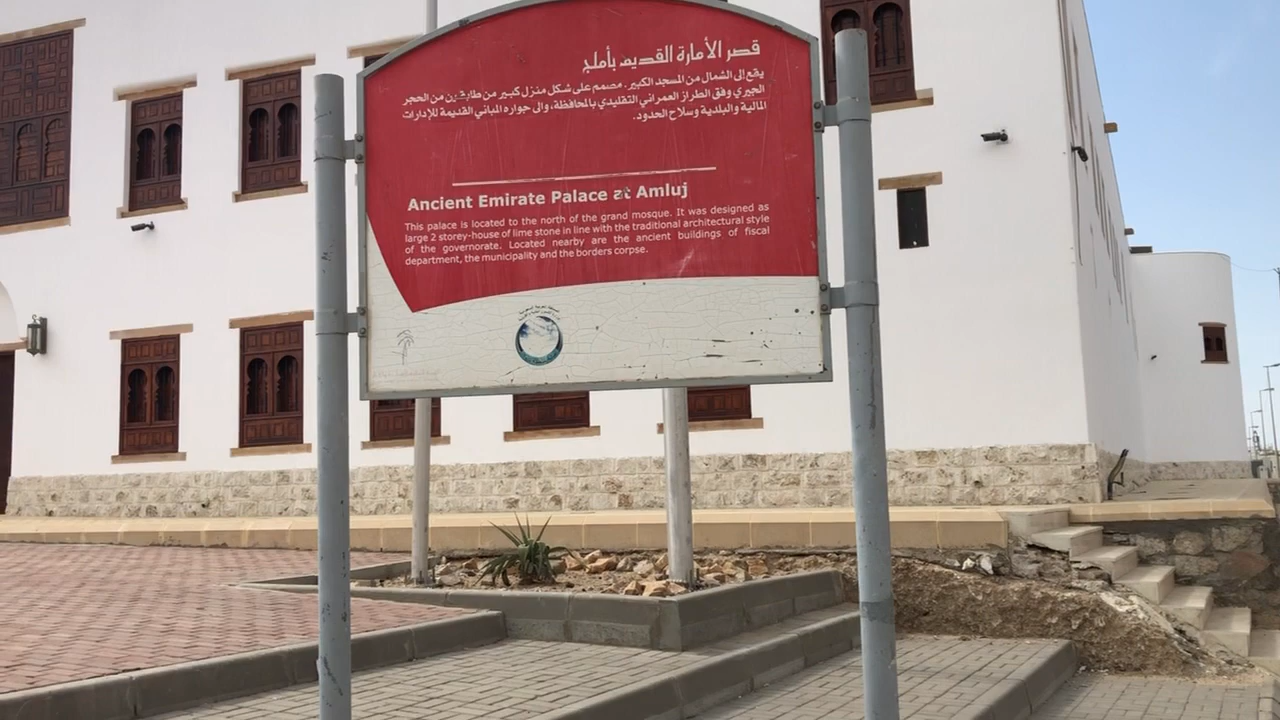 قصر الأمارة القديم بأملج
يقع إلى الشمال من المسجد الكبير. مصمم على شكل منزل كبير من طابقين من الحجر
الجيري وفق الطراز العمراني التقليدي بالمحافظة، والى جواره المباني القديمة للإدارات
المالية والبلدية وسلاح الحدود.
Ancient Emirate Palace at Amluj
This palace is located to the north of the grand mosque. It was designed as
large 2 storey-house of lime stone in line with the traditional architectural style
of the governorate. Located nearby are the ancient buildings of fiscal
department, the municipality and the borders corpse.